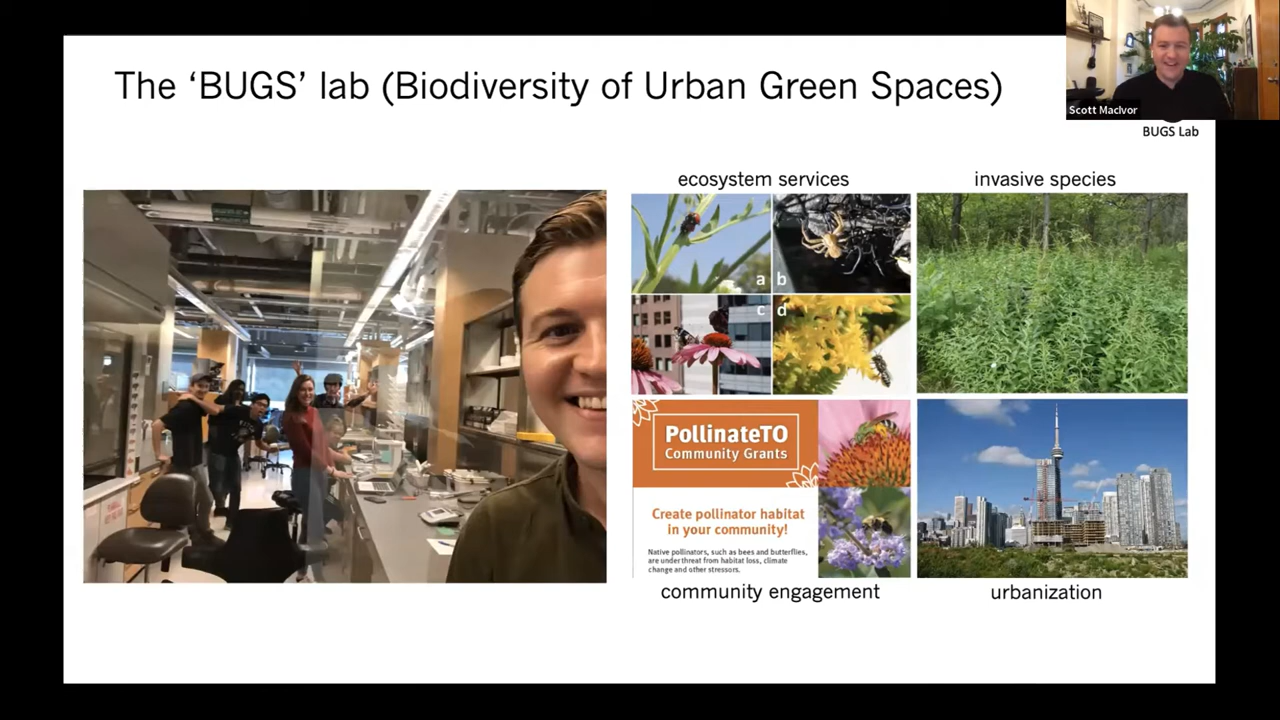 The 'BUGS' lab (Biodiversity of Urban Green Spaces)
Scott MacIvor
BUGS Lab
ecosystem services
invasive species
a
b
c
d
PollinateTO
Community Grants
Create pollinator habitat
in your community!
Native pollinators, such as bees and butterflies,
are under threat from habitat loss, climate
change and other stressors.
community engagement
urbanization